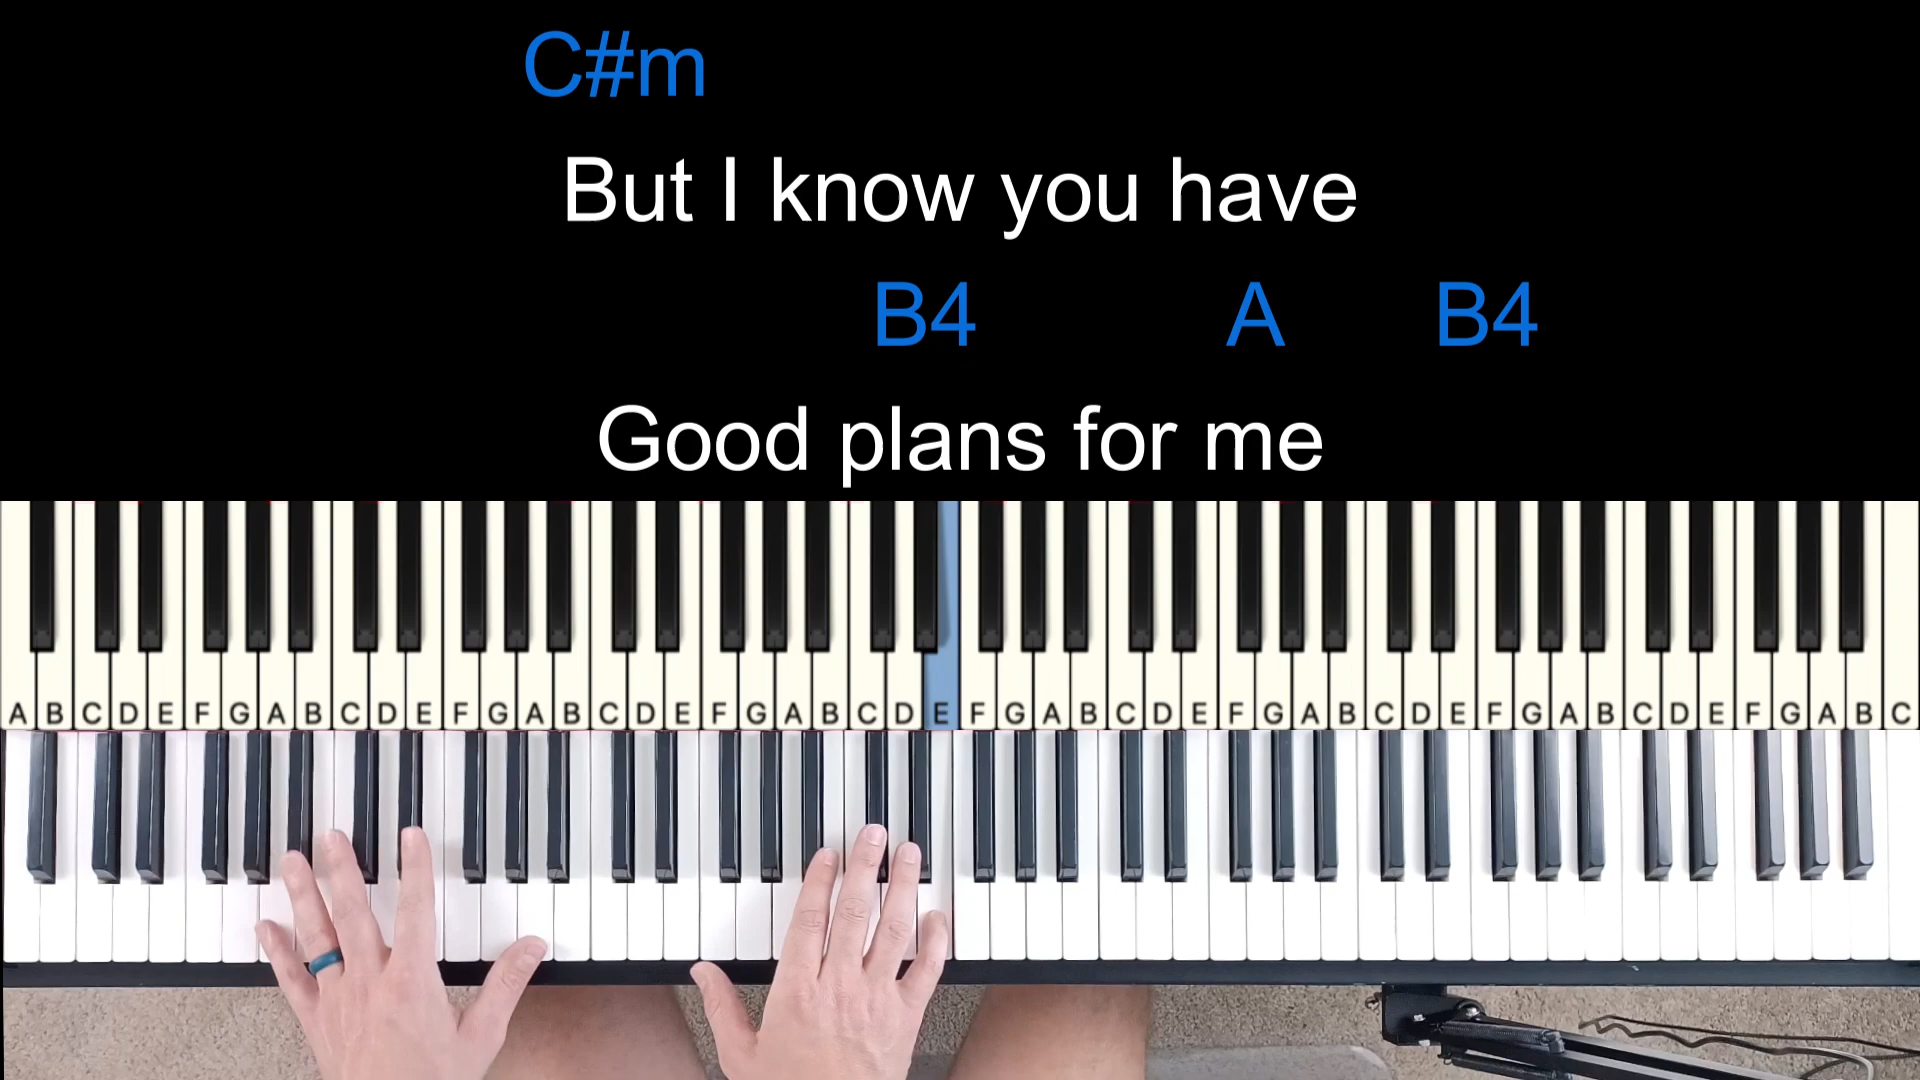 C#m
But I know you have
B4 A B4
Good plans for me
A B C D E F G A B C D E F G A B C D E F G A B C D E F G A B C D E F G A B C D E F G A B C D E F G A B C